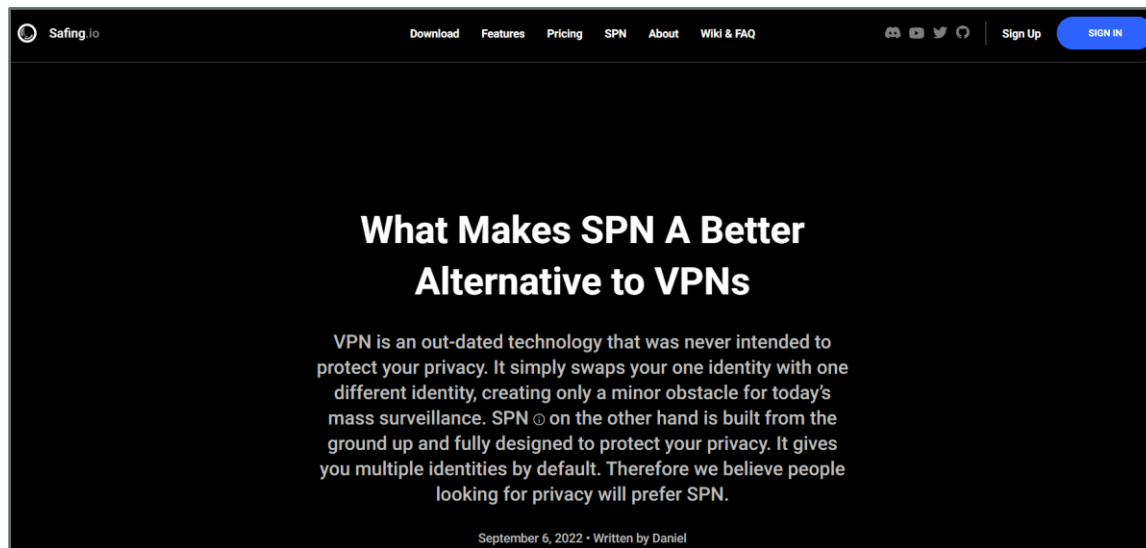 Safing.io
Download Features Pricing SPN About Wiki & FAQ
Sign Up
SIGN IN
What Makes SPN A Better
Alternative to VPNs
VPN is an out-dated technology that was never intended to
protect your privacy. It simply swaps your one identity with one
different identity, creating only a minor obstacle for today's
mass surveillance. SPN on the other hand is built from the
ground up and fully designed to protect your privacy. It gives
you multiple identities by default. Therefore we believe people
looking for privacy will prefer SPN.
September 6, 2022 • Written by Daniel